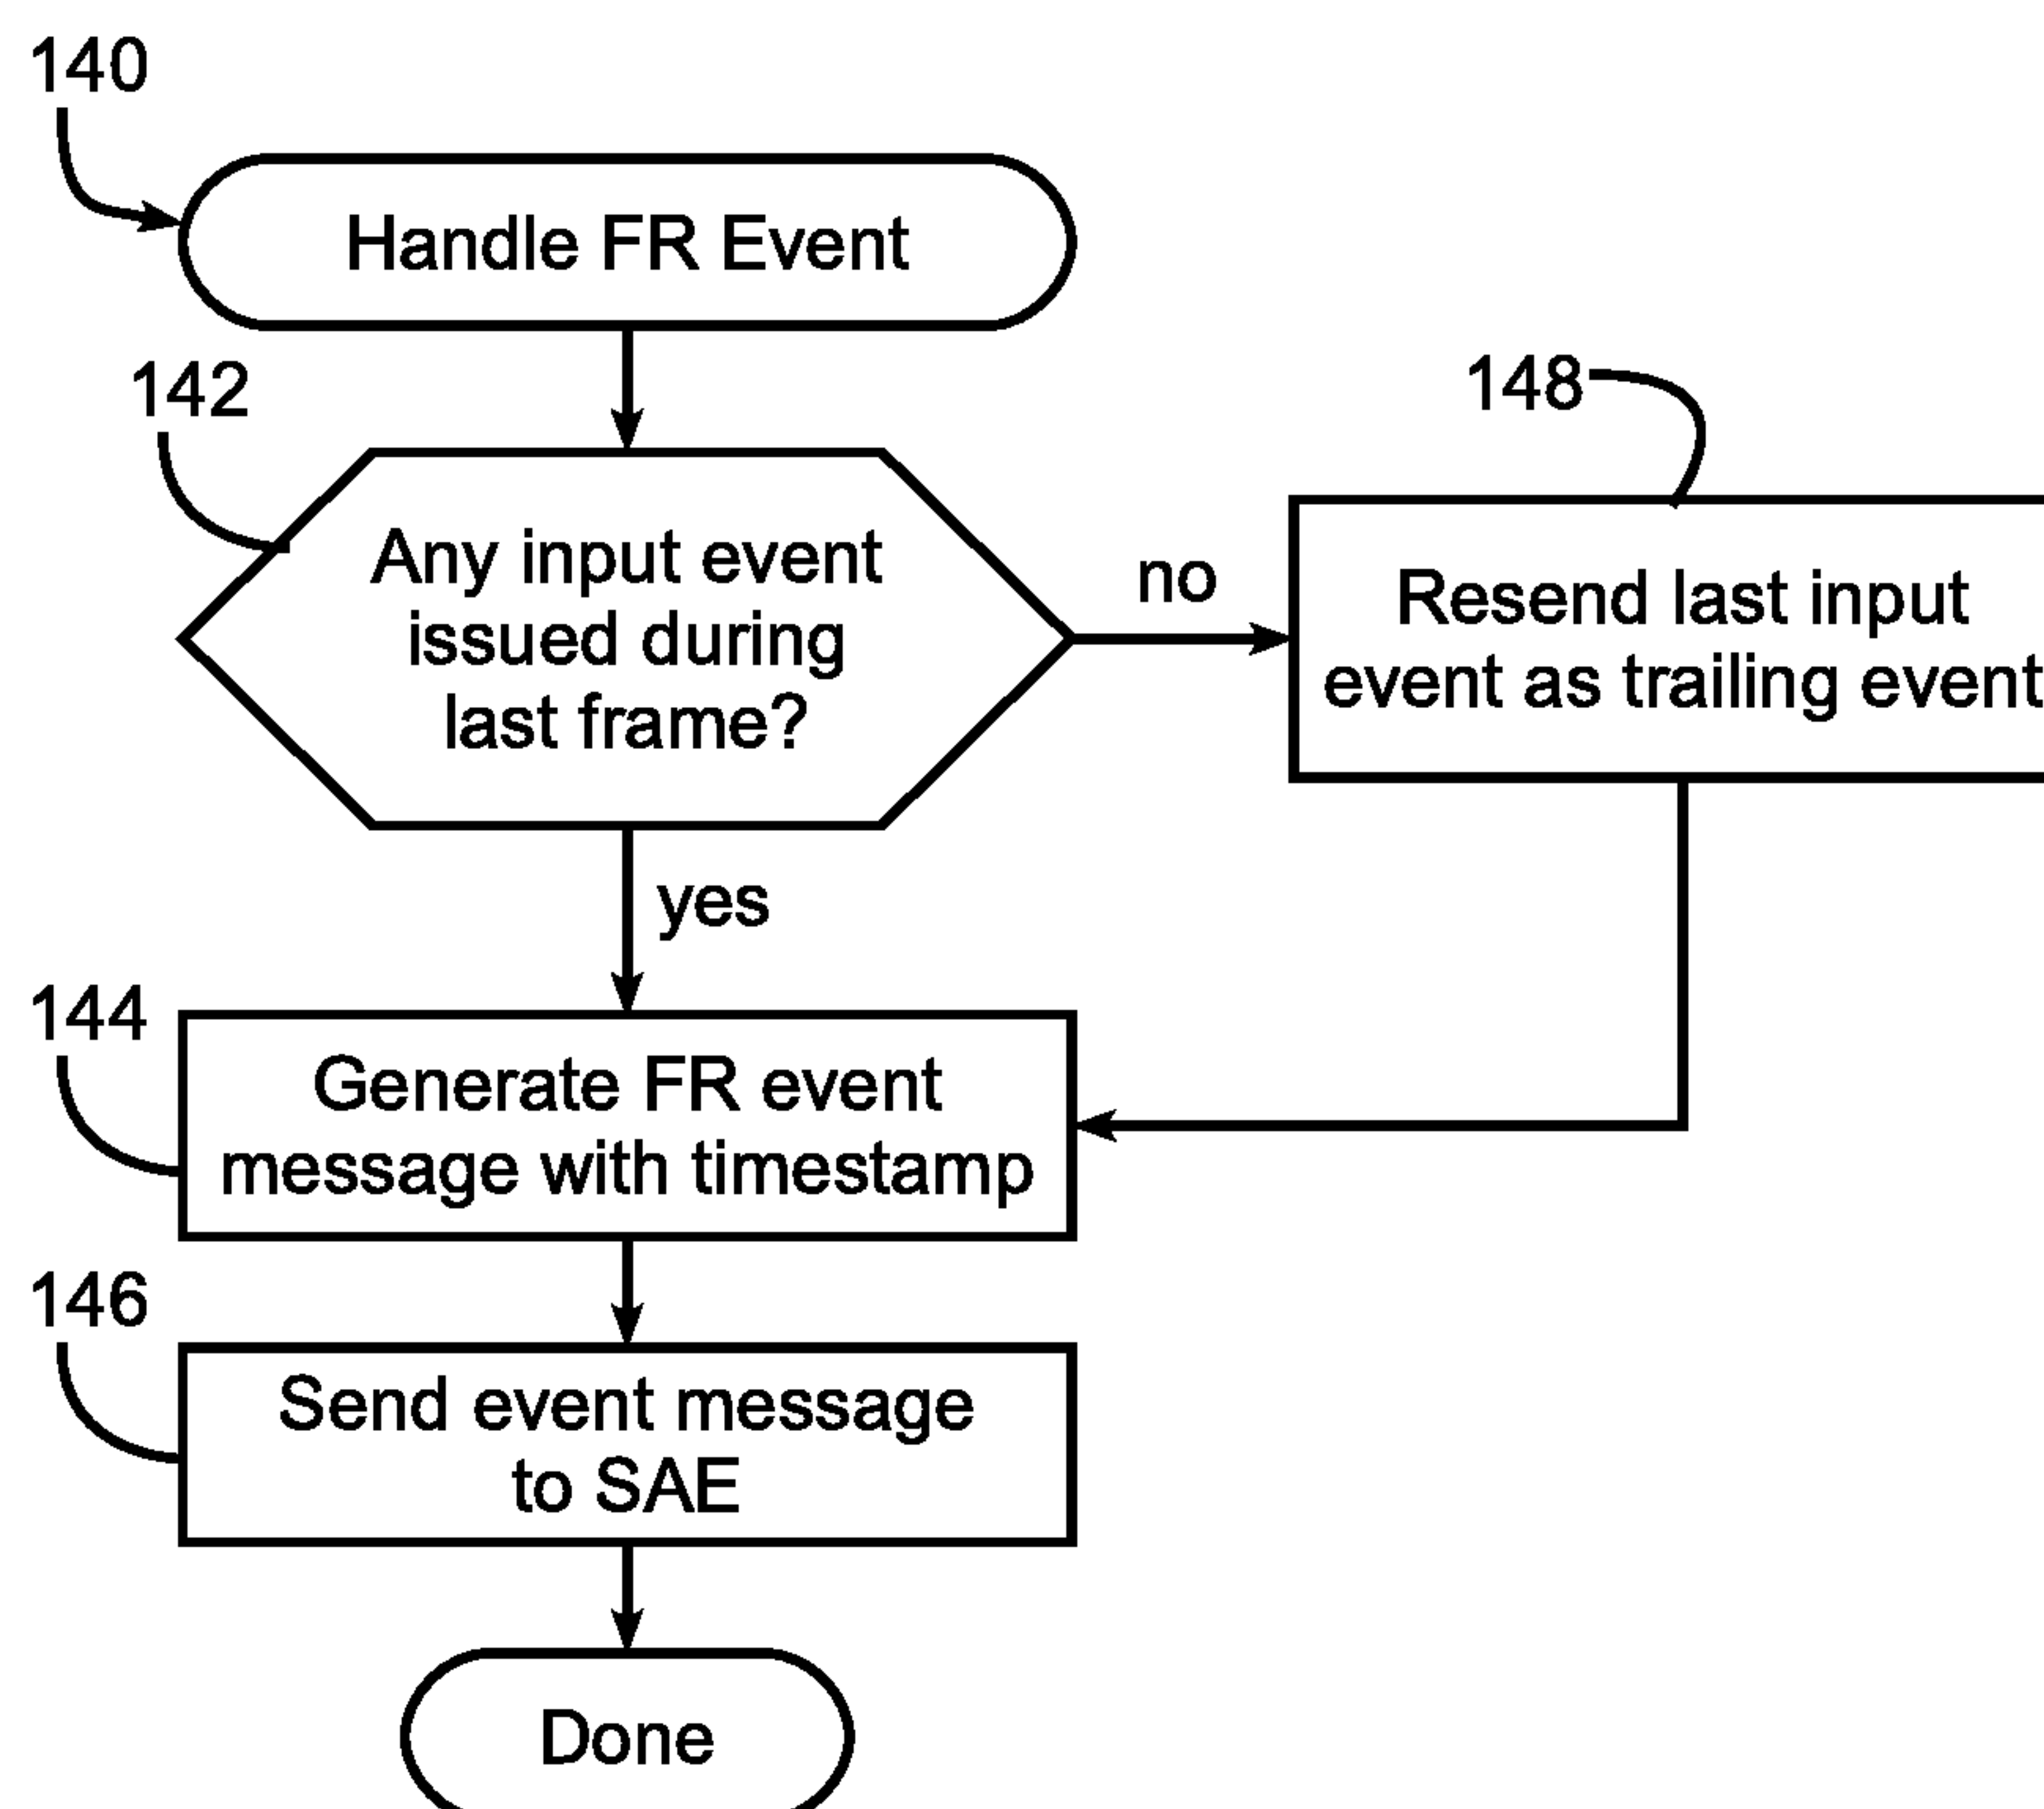 140
Handle FR Event
142
Any input event
issued during
last frame?
no
148
Resend last input
event as trailing event
yes
144
Generate FR event
message with timestamp
146
Send event message
to SAE
Done